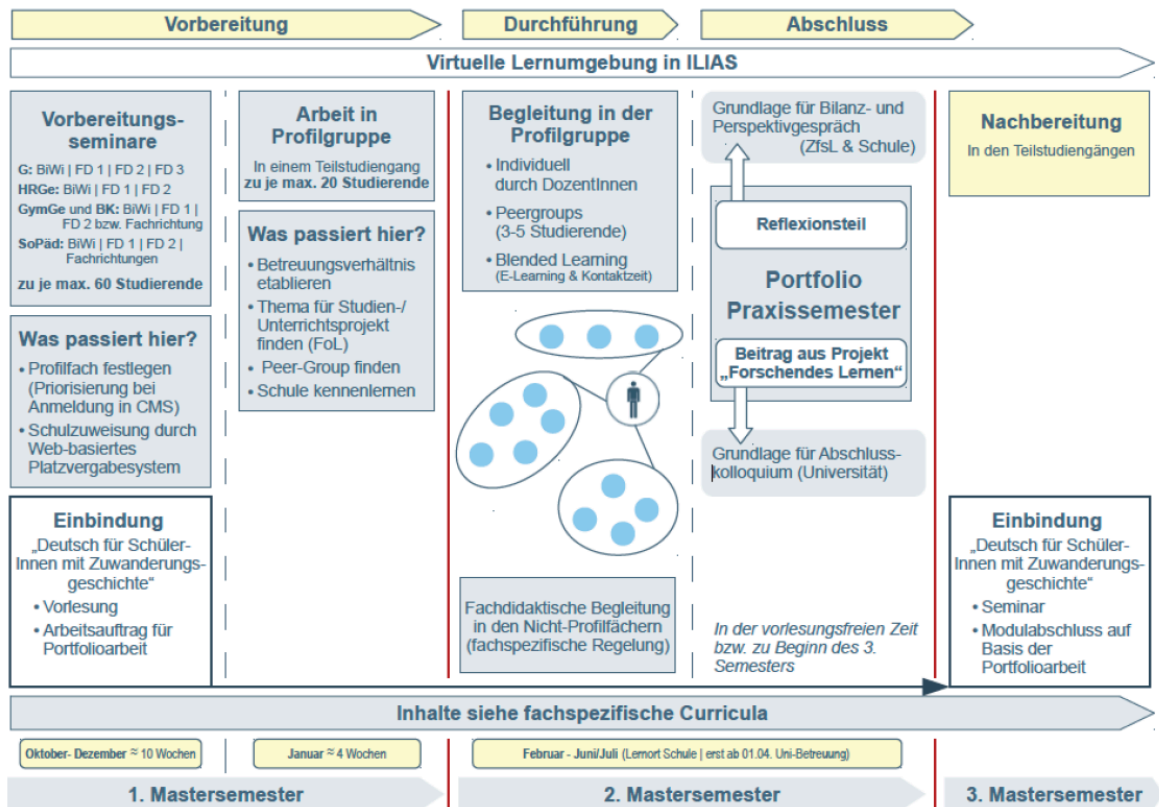 Vorbereitung
Durchführung
Abschluss
Virtuelle Lernumgebung in ILIAS
Vorbereitungs-
seminare
G: BiWi | FD 1 | FD 2 | FD 3
HRGe: BiWi | FD 1 | FD 2
GymGe und BK: BiWi | FD 1 |
FD 2 bzw. Fachrichtung
SoPäd: BiWi | FD 1 | FD 2 |
Fachrichtungen
zu je max. 60 Studierende
Was passiert hier?
• Profilfach festlegen
(Priorisierung bei
Anmeldung in CMS)
• Schulzuweisung durch
Web-basiertes
Platzvergabesystem
Einbindung
„Deutsch für Schüler-
Innen mit Zuwanderungs-
geschichte“
• Vorlesung
• Arbeitsauftrag für
Portfolioarbeit
Arbeit in
Profilgruppe
In einem Teilstudiengang
zu je max. 20 Studierende
Was passiert hier?
• Betreuungsverhältnis
etablieren
• Thema für Studien-/
Unterrichtsprojekt
finden (FoL)
• Peer-Group finden
• Schule kennenlernen
Begleitung in der
Profilgruppe
• Individuell
durch DozentInnen
• Peergroups
(3-5 Studierende)
• Blended Learning
(E-Learning & Kontaktzeit)
Fachdidaktische Begleitung
in den Nicht-Profilfächern
(fachspezifische Regelung)
Grundlage für Bilanz- und
Perspektivgespräch
(ZfsL & Schule)
Reflexionsteil
Portfolio
Praxissemester
Beitrag aus Projekt
„Forschendes Lernen“
Grundlage für Abschluss-
kolloquium (Universität)
In der vorlesungsfreien Zeit
bzw. zu Beginn des 3.
Semesters
Nachbereitung
In den Teilstudiengängen
Einbindung
„Deutsch für Schüler-
Innen mit Zuwanderungs-
geschichte“
• Seminar
• Modulabschluss auf
Basis der
Portfolioarbeit
Inhalte siehe fachspezifische Curricula
Oktober- Dezember ≈ 10 Wochen
Januar ≈ 4 Wochen
Februar - Juni/Juli (Lernort Schule | erst ab 01.04. Uni-Betreuung)
1. Mastersemester
2. Mastersemester
3. Mastersemester